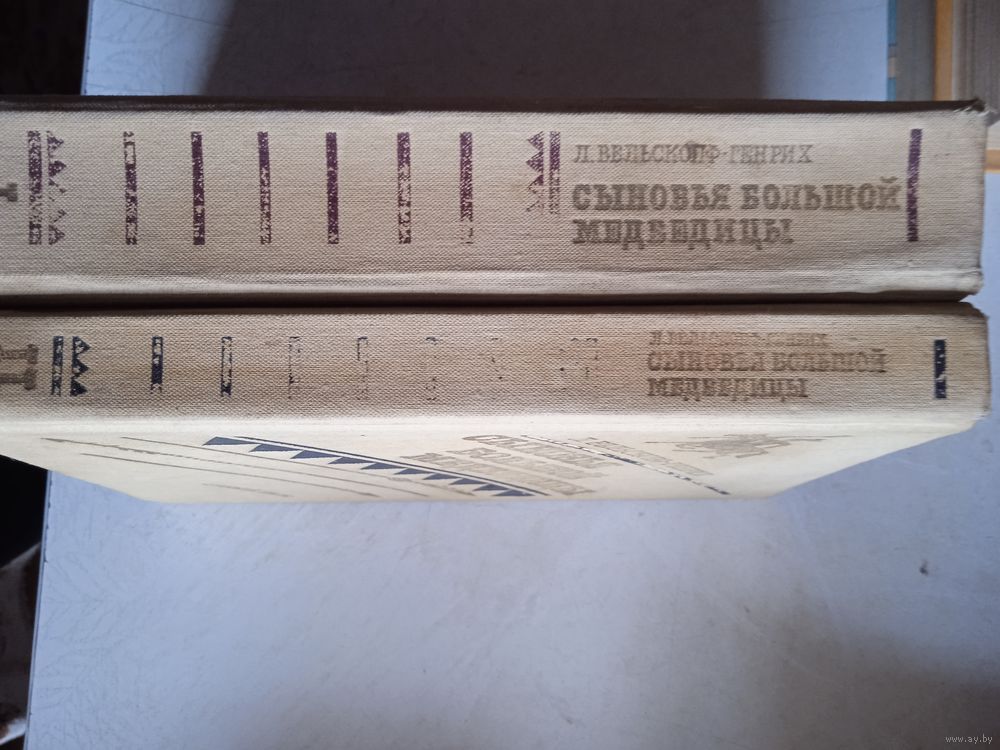 Л. ВЕЛЬСКОПФ-ГЕНРИХ
СЫНОВЬЯ БОЛЬШОЙ
МЕДВЕДИЦЫ
Т
СЫНОВЬЯ БОЛЬШОЙ
МЕДВЕДИЦЫ
www.ay.by